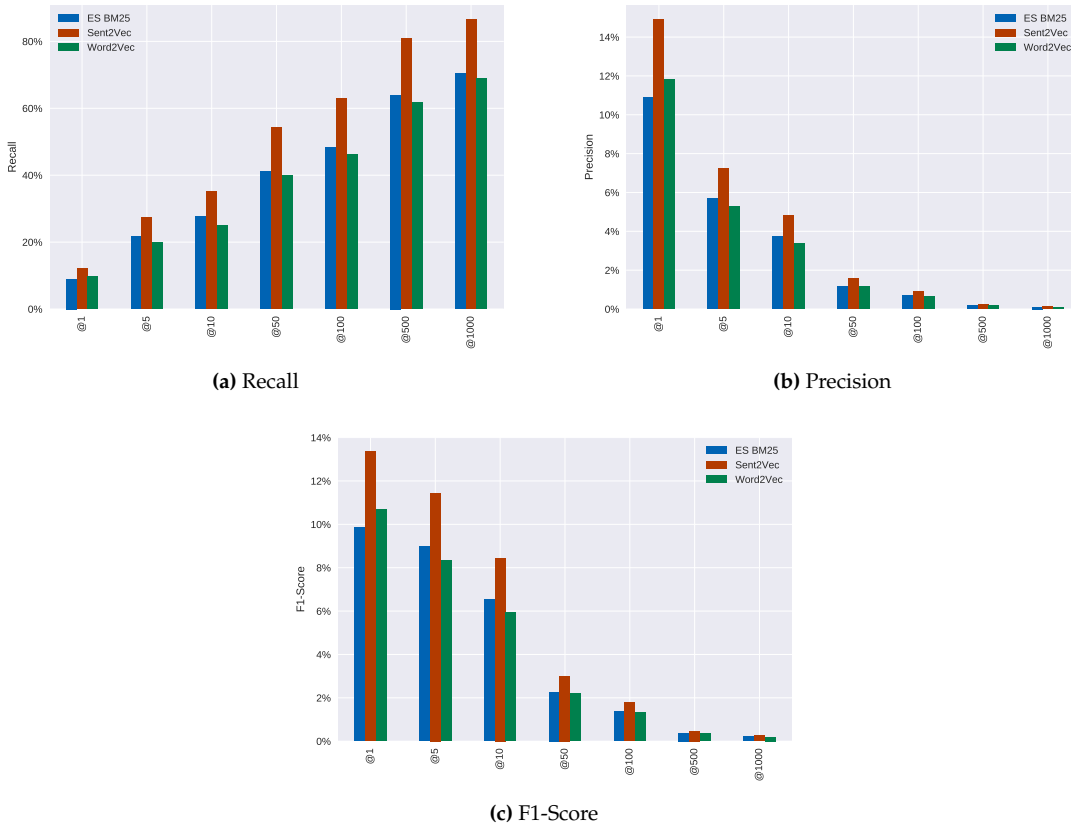 ES BM25
Sent2Vec
Word2Vec
80%
60%
40%
20%
0%
Recall
@1
@5
@10
@50
@100
@500
@1000
(a) Recall
ES BM25
Sent2Vec
Word2Vec
14%
12%
10%
8%
6%
4%
2%
0%
Precision
@1
@5
@10
@50
@100
@500
@1000
(b) Precision
ES BM25
Sent2Vec
Word2Vec
14%
12%
10%
8%
6%
4%
2%
0%
F1-Score
@1
@5
@10
@50
@100
@500
@1000
(c) F1-Score